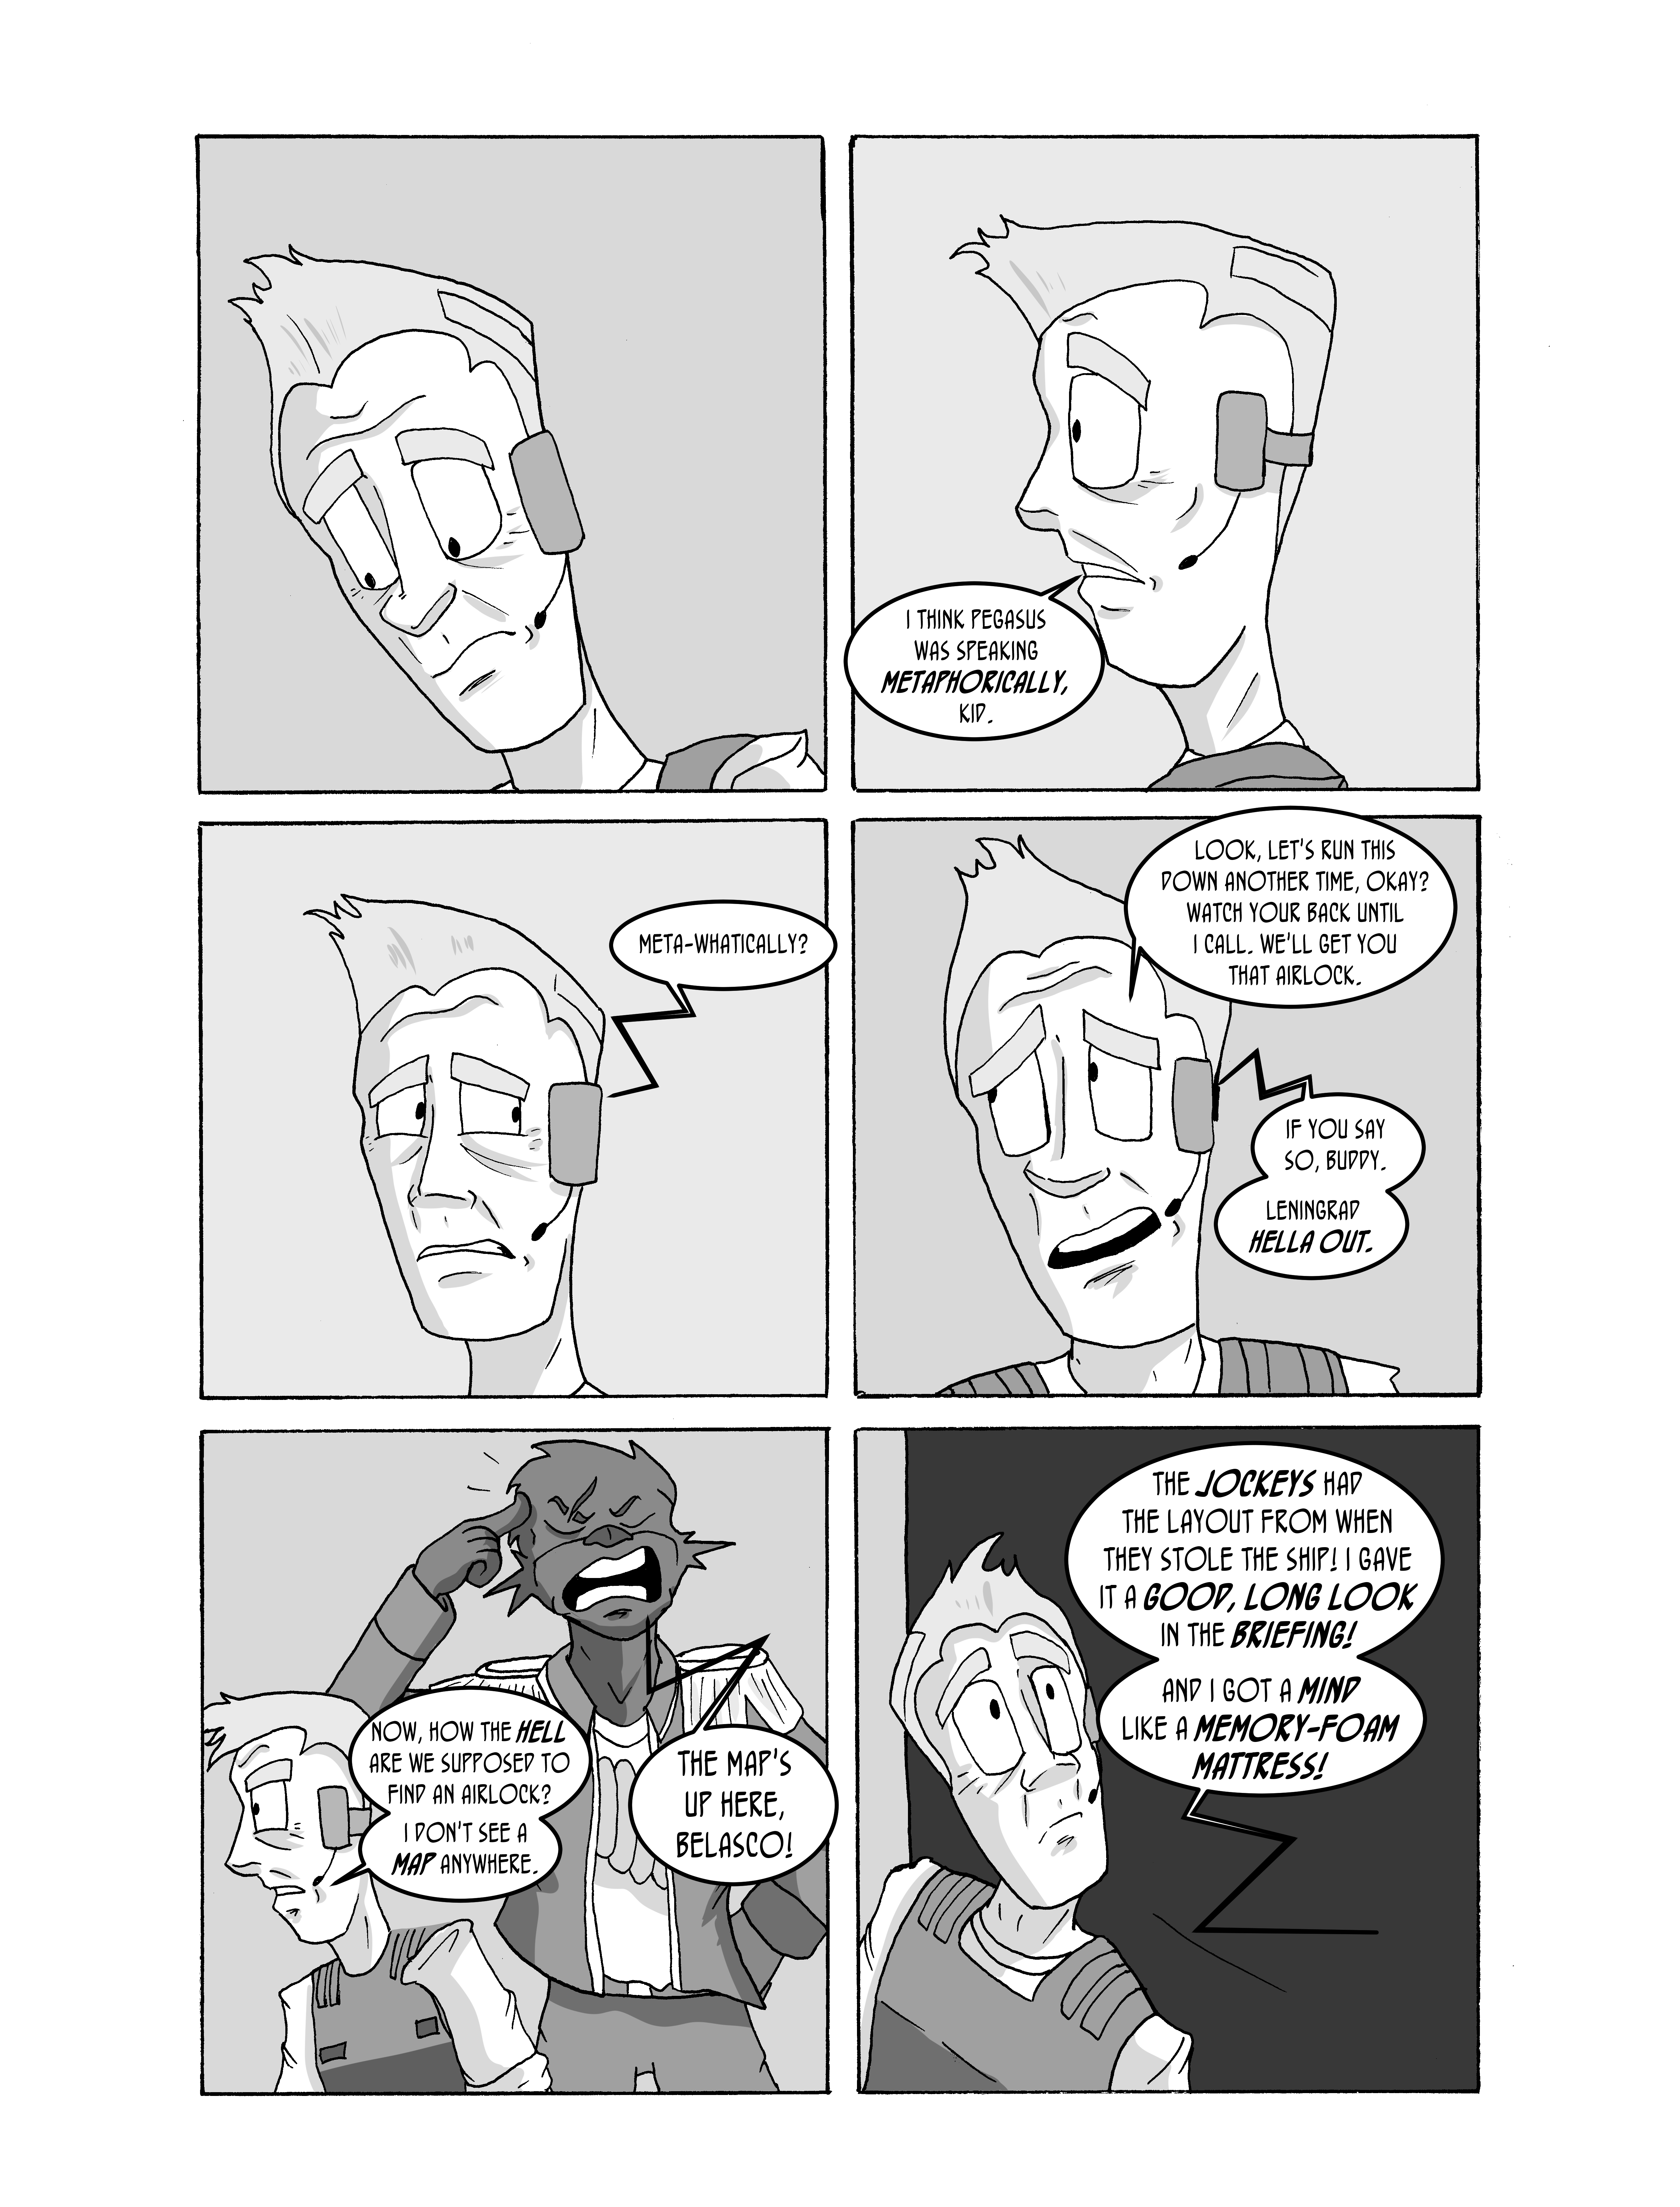 I THINK PEGASUS
WAS SPEAKING
METAPHORICALLY,
KID.
META-WHATICALLY?
LOOK, LET'S RUN THIS
DOWN ANOTHER TIME, OKAY?
WATCH YOUR BACK UNTIL
I CALL. WE'LL GET YOU
THAT AIRLOCK.
IF YOU SAY
SO, BUDDY.
LENINGRAD
HELLA OUT.
NOW, HOW THE HELL
ARE WE SUPPOSED TO
FIND AN AIRLOCK?
I DON'T SEE A
MAP ANYWHERE.
THE MAP'S
UP HERE,
BELASCO!
THE JOCKEYS HAD
THE LAYOUT FROM WHEN
THEY STOLE THE SHIP! I GAVE
IT A GOOD, LONG LOOK
IN THE BRIEFING!
AND I GOT A MIND
LIKE A MEMORY-FOAM
MATTRESS!